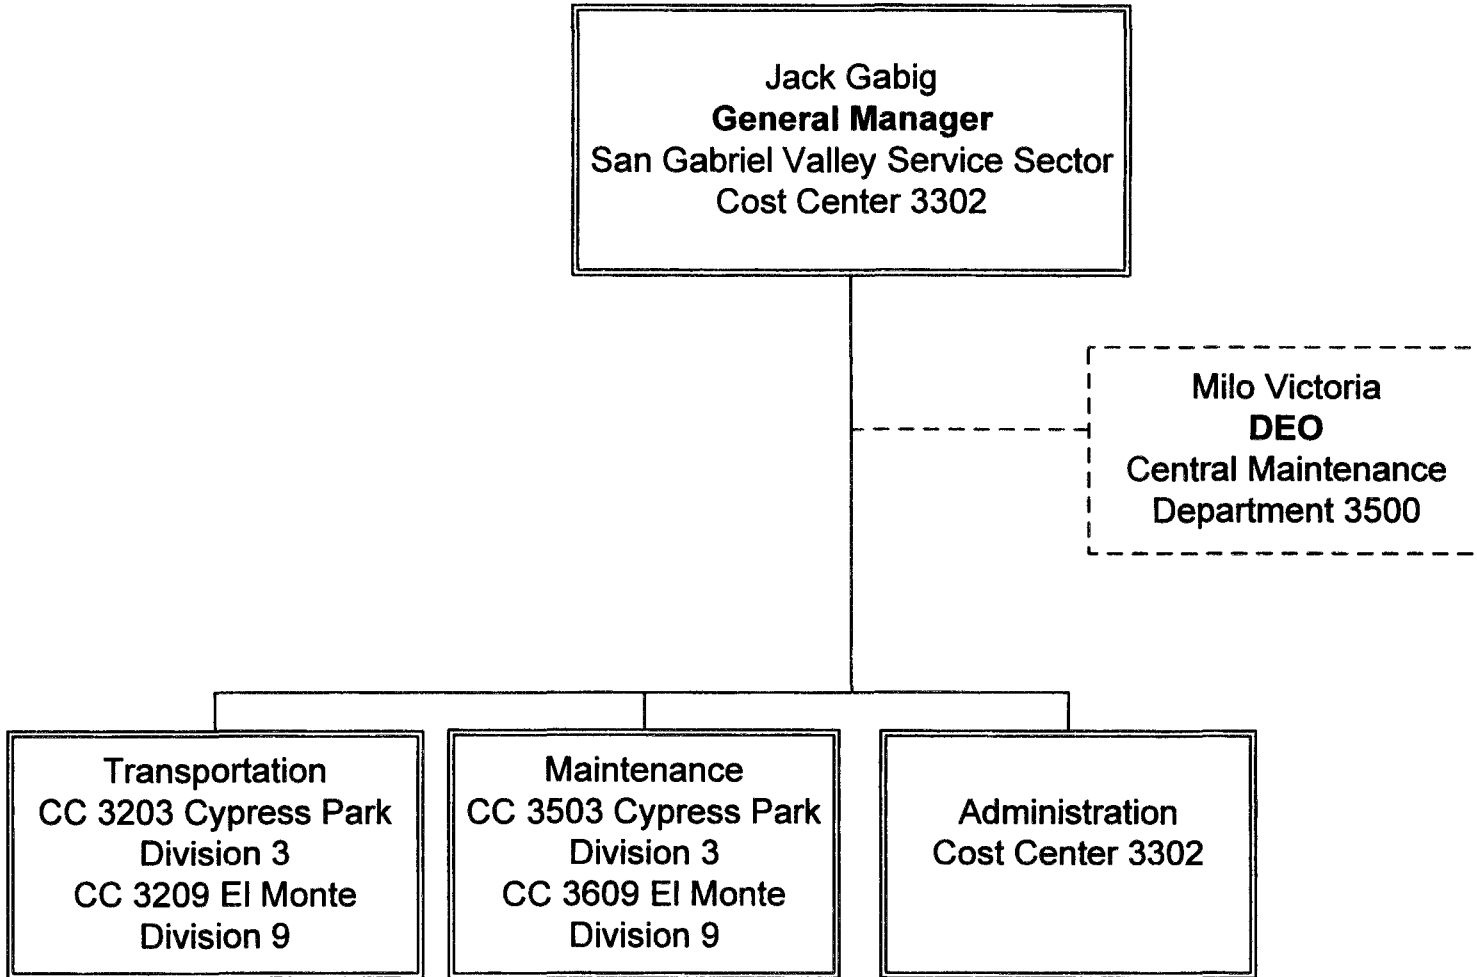 Jack Gabig
General Manager
San Gabriel Valley Service Sector
Cost Center 3302
Milo Victoria
DEO
Central Maintenance
Department 3500
Transportation
CC 3203 Cypress Park
Division 3
CC 3209 El Monte
Division 9
Maintenance
CC 3503 Cypress Park
Division 3
CC 3609 El Monte
Division 9
Administration
Cost Center 3302